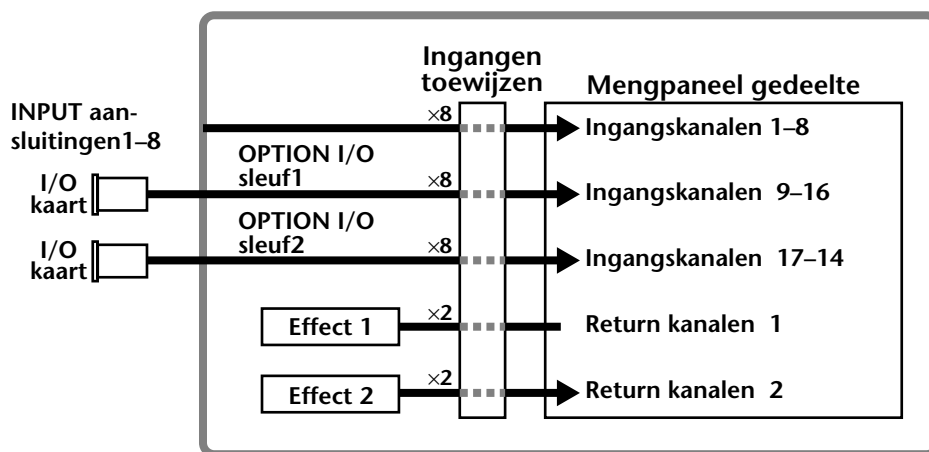 Ingangen
toewijzen
Mengpaneel gedeelte
INPUT aan-
sluitingen1–8
×8
Ingangskanalen 1–8
OPTION I/O
sleuf1
I/O
kaart
×8
Ingangskanalen 9–16
OPTION I/O
sleuf2
I/O
kaart
×8
Ingangskanalen 17–14
Effect 1
×2
Return kanalen 1
Effect 2
×2
Return kanalen 2